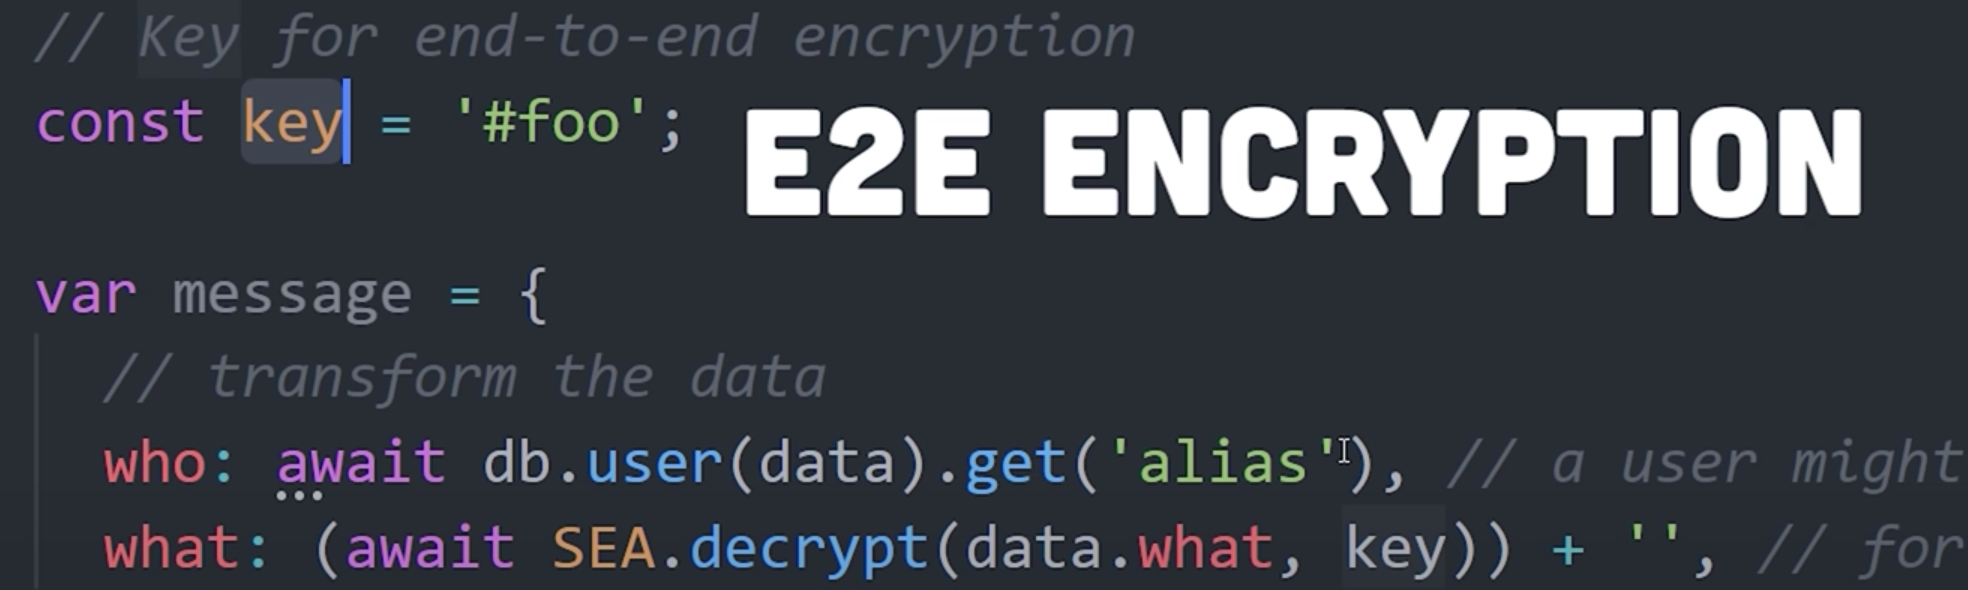 // Key for end-to-end encryption
const key = '#foo';
E2E ENCRYPTION
var message = {
// transform the data
who: await db.user(data).get('alias'), // a user might
what: (await SEA.decrypt(data.what, key)) + '', // for